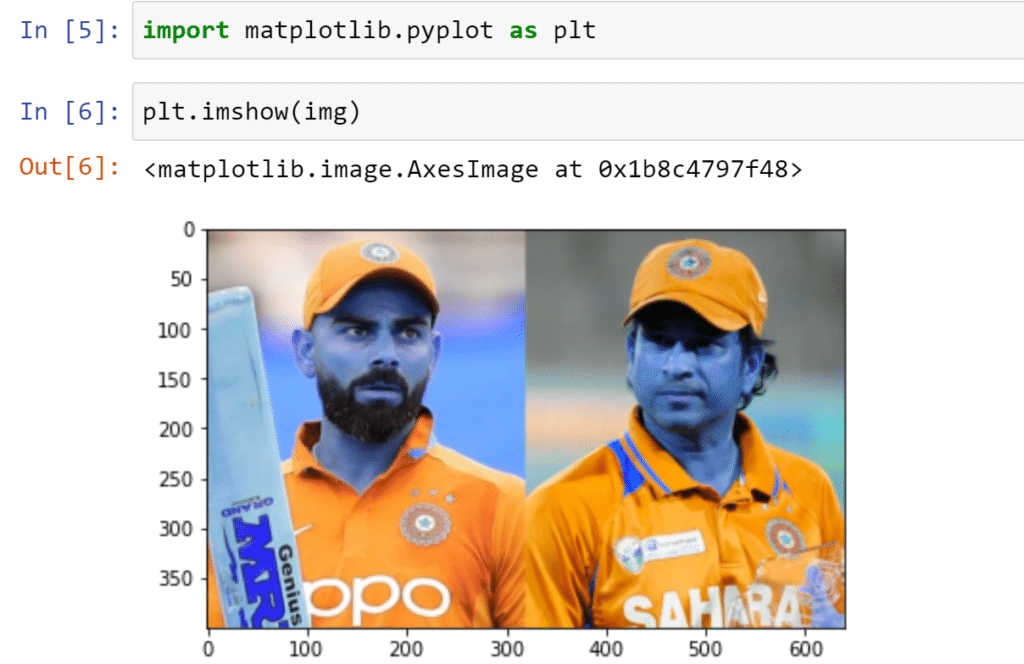 In [5]: import matplotlib.pyplot as plt
In [6]: plt.imshow(img)
Out[6]: <matplotlib.image.AxesImage at 0x1b8c4797f48>
0
50
100
150
200
250
300
350
GRAND
MRF
Genius
oppo
SAHARA
0 100 200 300 400 500 600